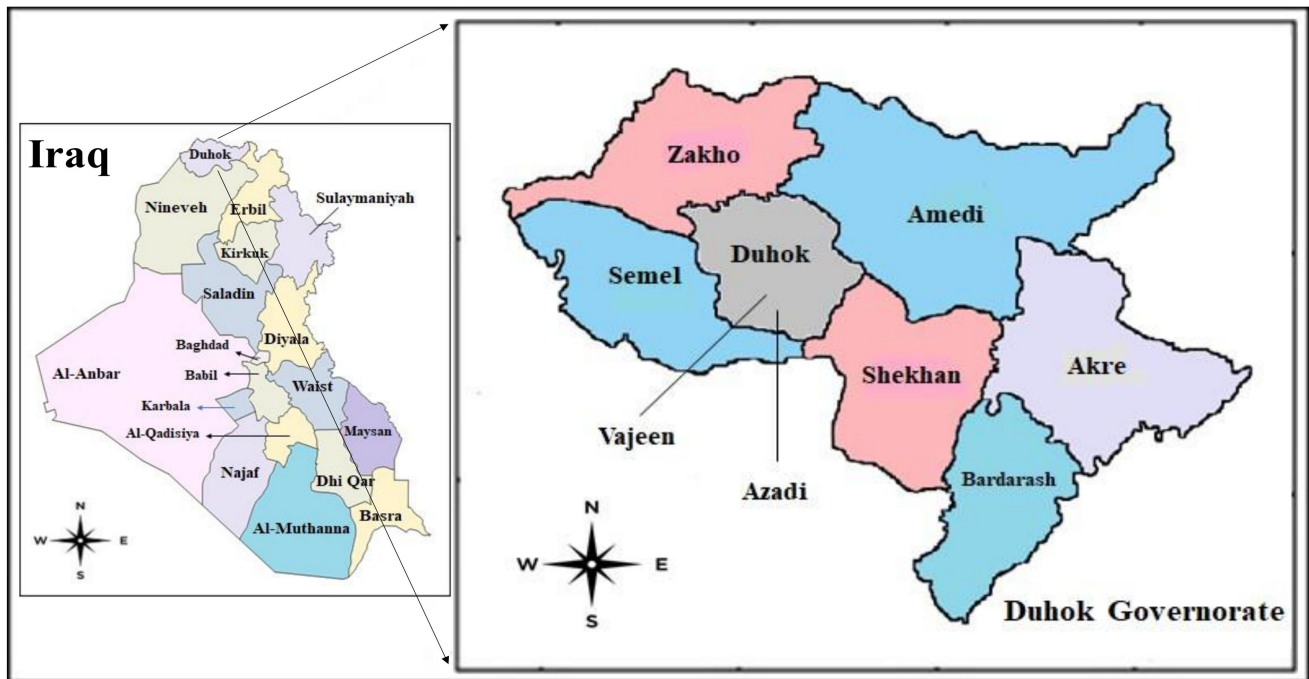 Iraq
Duhok
Sulaymaniyah
Nineveh
Erbil
Kirkuk
Saladin
Diyala
Baghdad
Al-Anbar
Babil
Waist
Karbala
Al-Qadisiya
Maysan
Najaf
Dhi Qar
Basra
Al-Muthanna
N
W
E
S
Zakho
Amedi
Duhok
Semel
Akre
Shekhan
Vajeen
Bardarash
Azadi
N
W
E
S
Duhok Governorate